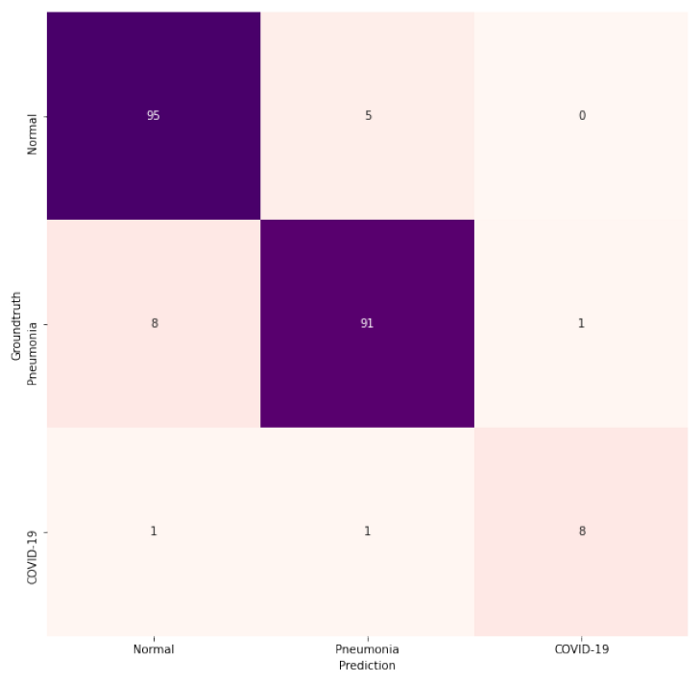 Normal
95
5
0
Groundtruth
Pneumonia
8
91
1
COVID-19
1
1
8
Normal
Pneumonia
COVID-19
Prediction